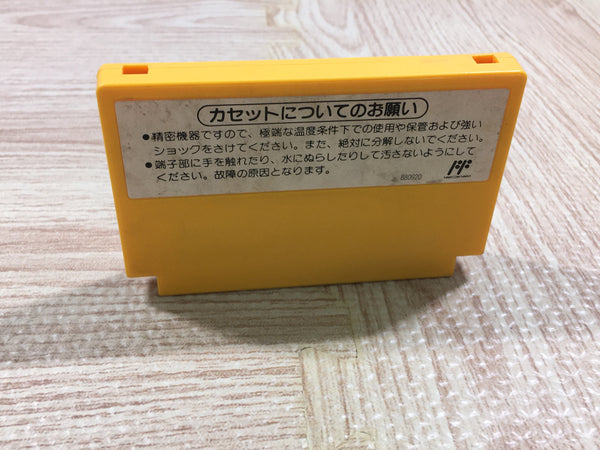 カセットについてのお願い
●精密機器ですので、極端な温度条件下での使用や保管および強い
ショックをさけてください。また、絶対に分解しないでください。
●端子部に手を触れたり、水にぬらしたりして汚さないようにして
ください。故障の原因となります。
880920